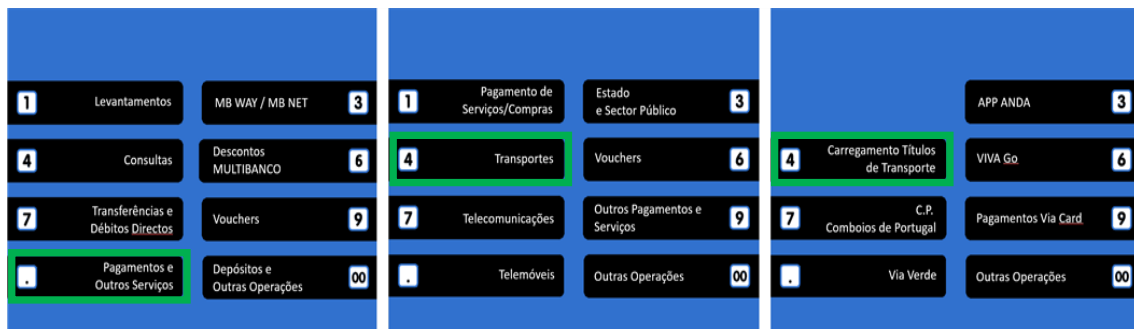 1
Levantamentos
MB WAY / MB NET
3
4
Consultas
Descontos
MULTIBANCO
6
7
Transferências e
Débitos Directos
Vouchers
9
.
Pagamentos e
Outros Serviços
Depósitos e
Outras Operações
00
1
Pagamento de
Serviços/Compras
Estado
e Sector Público
3
4
Transportes
Vouchers
6
7
Telecomunicações
Outros Pagamentos e
Serviços
9
.
Telemóveis
Outras Operações
00
APP ANDA
3
4
Carregamento Títulos
de Transporte
VIVA Go
6
7
C.P.
Comboios de Portugal
Pagamentos Via Card
9
.
Via Verde
Outras Operações
00